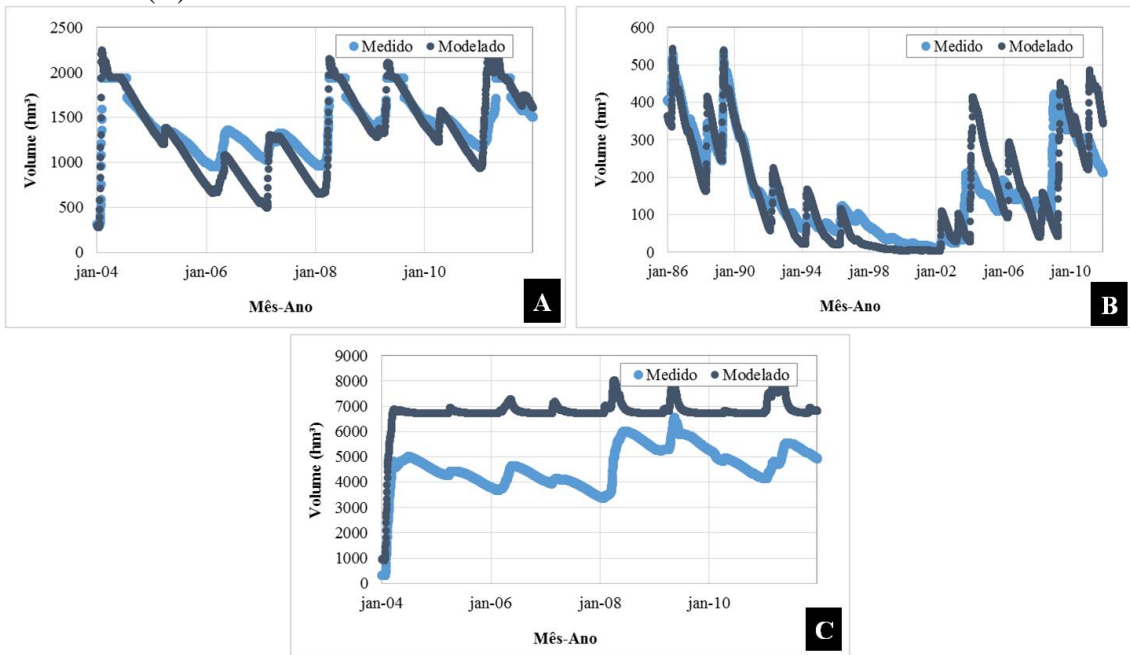 2500
2000
1500
1000
500
0
Volume (hm³)
Medido Modelado
jan-04 jan-06 jan-08 jan-10
Mês-Ano
A
600
500
400
300
200
100
0
Volume (hm³)
Medido Modelado
jan-86 jan-90 jan-94 jan-98 jan-02 jan-06 jan-10
Mês-Ano
B
9000
8000
7000
6000
5000
4000
3000
2000
1000
0
Volume (hm³)
Medido Modelado
jan-04 jan-06 jan-08 jan-10
Mês-Ano
C